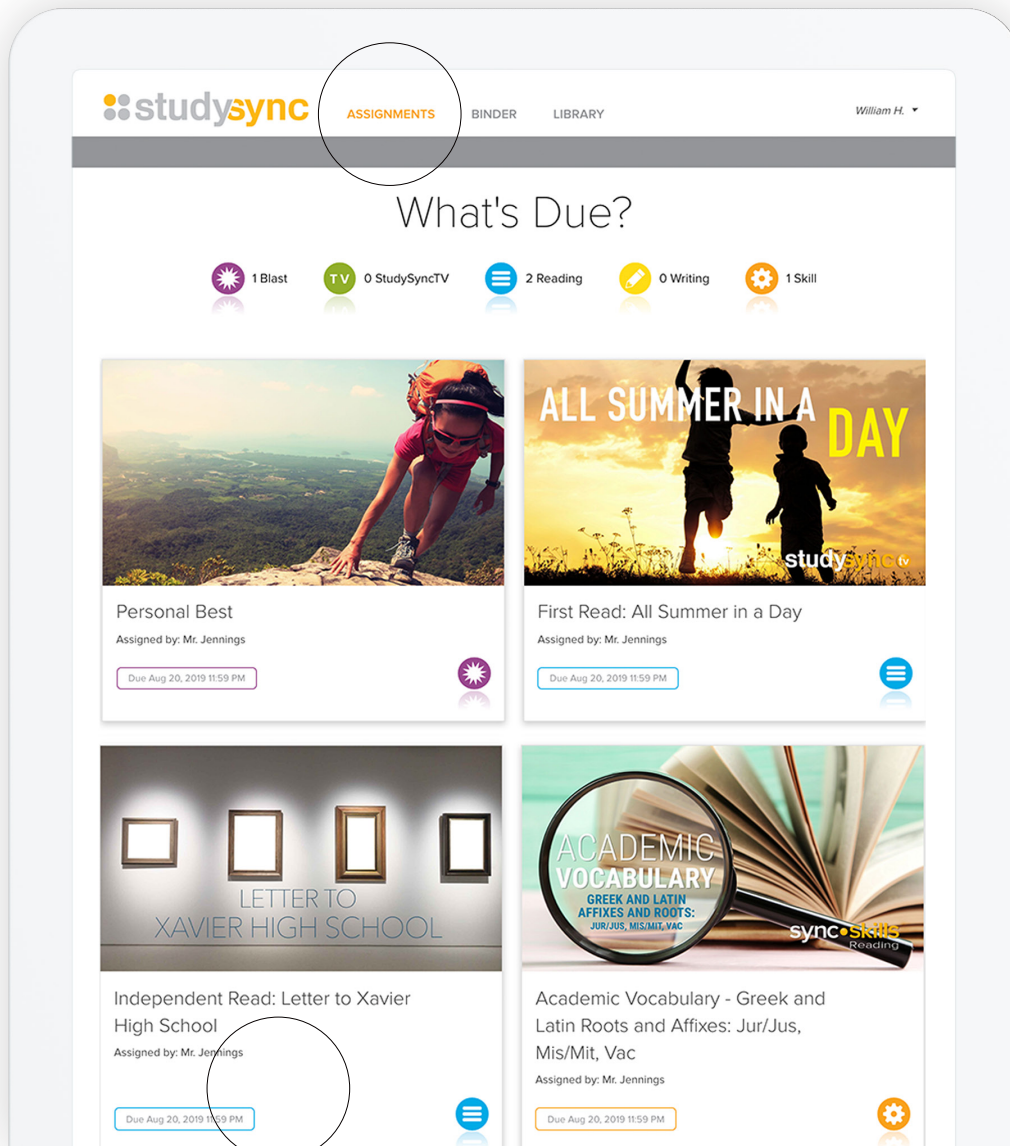 studysync
ASSIGNMENTS BINDER LIBRARY
William H.
What's Due?
1 Blast
TV 0 StudySyncTV
2 Reading
0 Writing
1 Skill
ALL SUMMER IN A
DAY
studysync tv
Personal Best
Assigned by: Mr. Jennings
Due Aug 20, 2019 11:59 PM
First Read: All Summer in a Day
Assigned by: Mr. Jennings
Due Aug 20, 2019 11:59 PM
LETTER TO
XAVIER HIGH SCHOOL
ACADEMIC
VOCABULARY
GREEK AND LATIN
AFFIXES AND ROOTS:
JUR/JUS, MIS/MIT, VAC
sync•skills
Reading
Independent Read: Letter to Xavier
High School
Assigned by: Mr. Jennings
Due Aug 20, 2019 11:59 PM
Academic Vocabulary - Greek and
Latin Roots and Affixes: Jur/Jus,
Mis/Mit, Vac
Assigned by: Mr. Jennings
Due Aug 20, 2019 11:59 PM